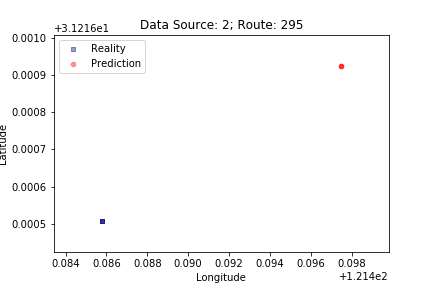 Data Source: 2; Route: 295
+3.1216e1
0.0010
0.0009
0.0008
0.0007
0.0006
0.0005
Latitude
Reality
Prediction
0.084 0.086 0.088 0.090 0.092 0.094 0.096 0.098
+1.214e2
Longitude